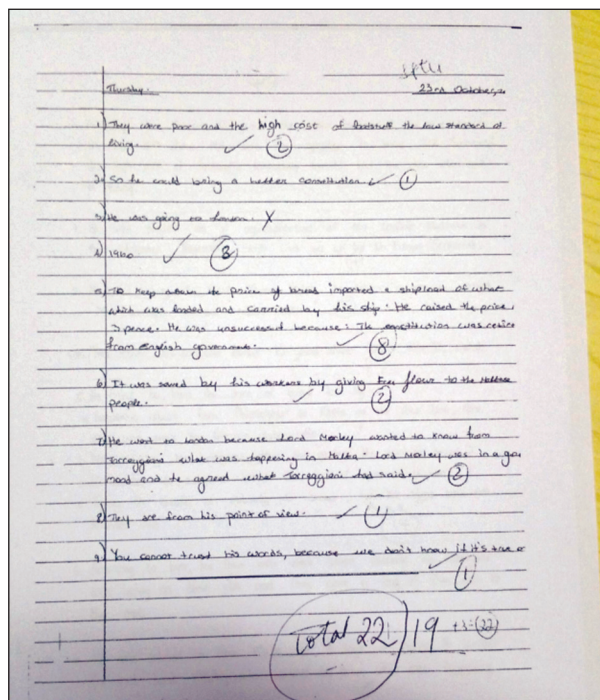 Thursday.
23rd October,
1) They were poor and the high cost of foodstuff the low standard of
living. ✓ 2
2) So he could bring a better constitution. ✓ 1
3) He was going to X
4) 19 ✓ 3
5) To keep the price of bread imported a shipload of wheat
which was and carried by his ship. He raised the price
3 pence. He was unsuccessed because: The constitution was
from English government. ✓ 8
6) It was saved by his workers by giving flour to the Maltese
people. ✓ 2
7) He went to London because Lord Morley wanted to know from
Torreggiani what was happening in Malta. Lord Morley was in a
mood and he agreed what Torreggiani had said. ✓ 2
8) They are from his point of view. ✓ 1
9) You cannot trust his words, because we don't know if it's true or
✓ 1
Total 22 19 +3=(22)